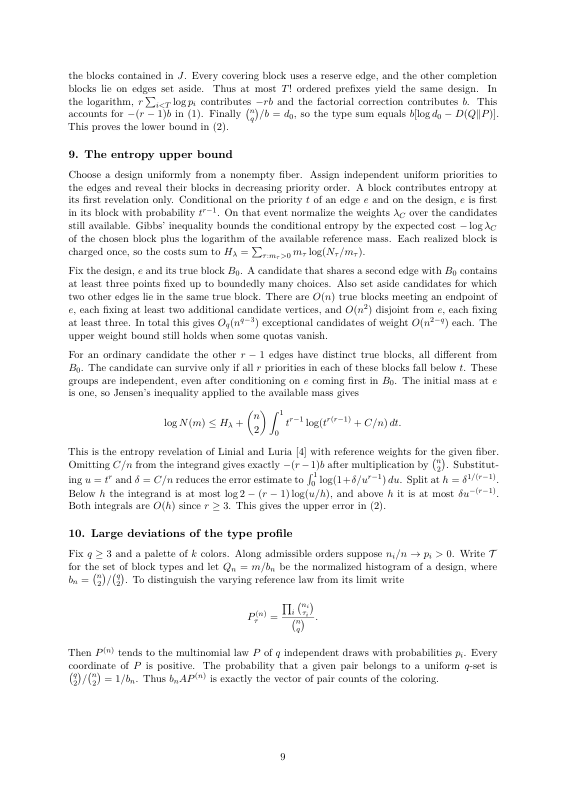 the blocks contained in J. Every covering block uses a reserve edge, and the other completion
blocks lie on edges set aside. Thus at most T! ordered prefixes yield the same design. In
the logarithm, r ∑_{i<T} log p_i contributes −rb and the factorial correction contributes b. This
accounts for −(r − 1)b in (1). Finally \binom{n}{q}/b = d_0, so the type sum equals b[log d_0 − D(Q∥P)].
This proves the lower bound in (2).
9. The entropy upper bound
Choose a design uniformly from a nonempty fiber. Assign independent uniform priorities to
the edges and reveal their blocks in decreasing priority order. A block contributes entropy at
its first revelation only. Conditional on the priority t of an edge e and on the design, e is first
in its block with probability t^{r−1}. On that event normalize the weights λ_C over the candidates
still available. Gibbs' inequality bounds the conditional entropy by the expected cost − log λ_C
of the chosen block plus the logarithm of the available reference mass. Each realized block is
charged once, so the costs sum to H_λ = ∑_{τ:m_τ>0} m_τ log(N_τ/m_τ).
Fix the design, e and its true block B_0. A candidate that shares a second edge with B_0 contains
at least three points fixed up to boundedly many choices. Also set aside candidates for which
two other edges lie in the same true block. There are O(n) true blocks meeting an endpoint of
e, each fixing at least two additional candidate vertices, and O(n^2) disjoint from e, each fixing
at least three. In total this gives O_q(n^{q−3}) exceptional candidates of weight O(n^{2−q}) each. The
upper weight bound still holds when some quotas vanish.
For an ordinary candidate the other r − 1 edges have distinct true blocks, all different from
B_0. The candidate can survive only if all r priorities in each of these blocks fall below t. These
groups are independent, even after conditioning on e coming first in B_0. The initial mass at e
is one, so Jensen's inequality applied to the available mass gives
log N(m) ≤ H_λ + \binom{n}{2} ∫_0^1 t^{r−1} log(t^{r(r−1)} + C/n) dt.
This is the entropy revelation of Linial and Luria [4] with reference weights for the given fiber.
Omitting C/n from the integrand gives exactly −(r − 1)b after multiplication by \binom{n}{2}. Substitut-
ing u = t^r and δ = C/n reduces the error estimate to ∫_0^1 log(1+δ/u^{r−1}) du. Split at h = δ^{1/(r−1)}.
Below h the integrand is at most log 2 − (r − 1) log(u/h), and above h it is at most δu^{−(r−1)}.
Both integrals are O(h) since r ≥ 3. This gives the upper error in (2).
10. Large deviations of the type profile
Fix q ≥ 3 and a palette of k colors. Along admissible orders suppose n_i/n → p_i > 0. Write 𝒯
for the set of block types and let Q_n = m/b_n be the normalized histogram of a design, where
b_n = \binom{n}{2}/\binom{q}{2}. To distinguish the varying reference law from its limit write
P_τ^{(n)} = \frac{∏_i \binom{n_i}{τ_i}}{\binom{n}{q}}.
Then P^{(n)} tends to the multinomial law P of q independent draws with probabilities p_i. Every
coordinate of P is positive. The probability that a given pair belongs to a uniform q-set is
\binom{q}{2}/\binom{n}{2} = 1/b_n. Thus b_n AP^{(n)} is exactly the vector of pair counts of the coloring.
9